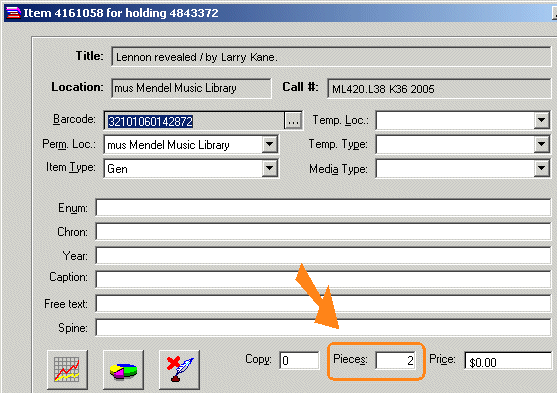 Item 4161058 for holding 4843372
Title: Lennon revealed / by Larry Kane.
Location: mus Mendel Music Library Call #: ML420.L38 K36 2005
Barcode: 32101060142872 ... Temp. Loc.:
Perm. Loc.: mus Mendel Music Library Temp. Type:
Item Type: Gen Media Type:
Enum:
Chron:
Year:
Caption:
Free text:
Spine:
Copy: 0 Pieces: 2 Price: $0.00